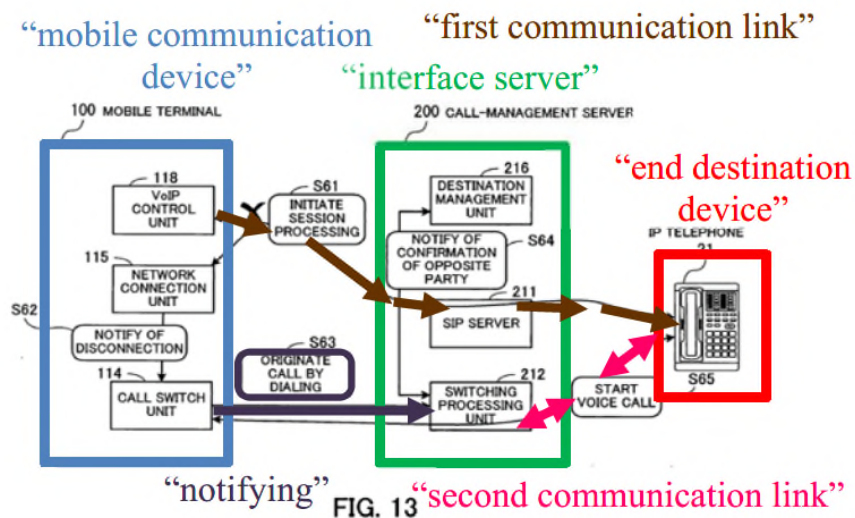 “mobile communication
device”
“first communication link”
“interface server”
100 MOBILE TERMINAL
200 CALL-MANAGEMENT SERVER
“end destination
device”
118
VoIP
CONTROL
UNIT
S61
INITIATE
SESSION
PROCESSING
216
DESTINATION
MANAGEMENT
UNIT
IP TELEPHONE
21
115
NETWORK
CONNECTION
UNIT
NOTIFY OF
CONFIRMATION
OF OPPOSITE
PARTY
S64
S62
NOTIFY OF
DISCONNECTION
211
SIP SERVER
S63
ORIGINATE
CALL BY
DIALING
114
CALL SWITCH
UNIT
212
SWITCHING
PROCESSING
UNIT
START
VOICE CALL
S65
“notifying”
FIG. 13
“second communication link”